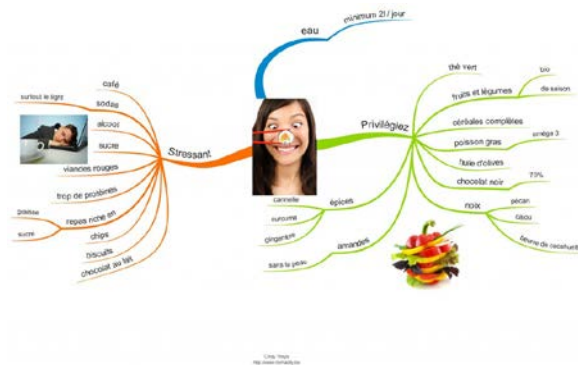 eau
minimum 2l / jour
café
surtout le light
sodas
alcool
sucre
viandes rouges
trop de protéines
repas riche en
graisse
sucre
chips
biscuits
chocolat au lait
Stressant
Privilégiez
thé vert
fruits et légumes
bio
de saison
céréales complètes
poisson gras
oméga 3
huile d'olives
chocolat noir
70%
noix
pécan
cajou
beurre de cacahuète
épices
cannelle
curcuma
gingembre
amandes
sans la peau